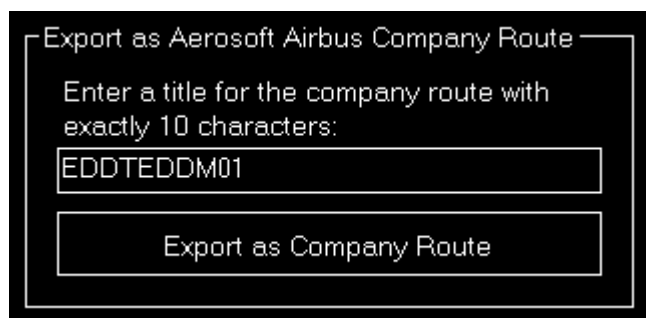 Export as Aerosoft Airbus Company Route
Enter a title for the company route with
exactly 10 characters:
EDDTEDDM01
Export as Company Route